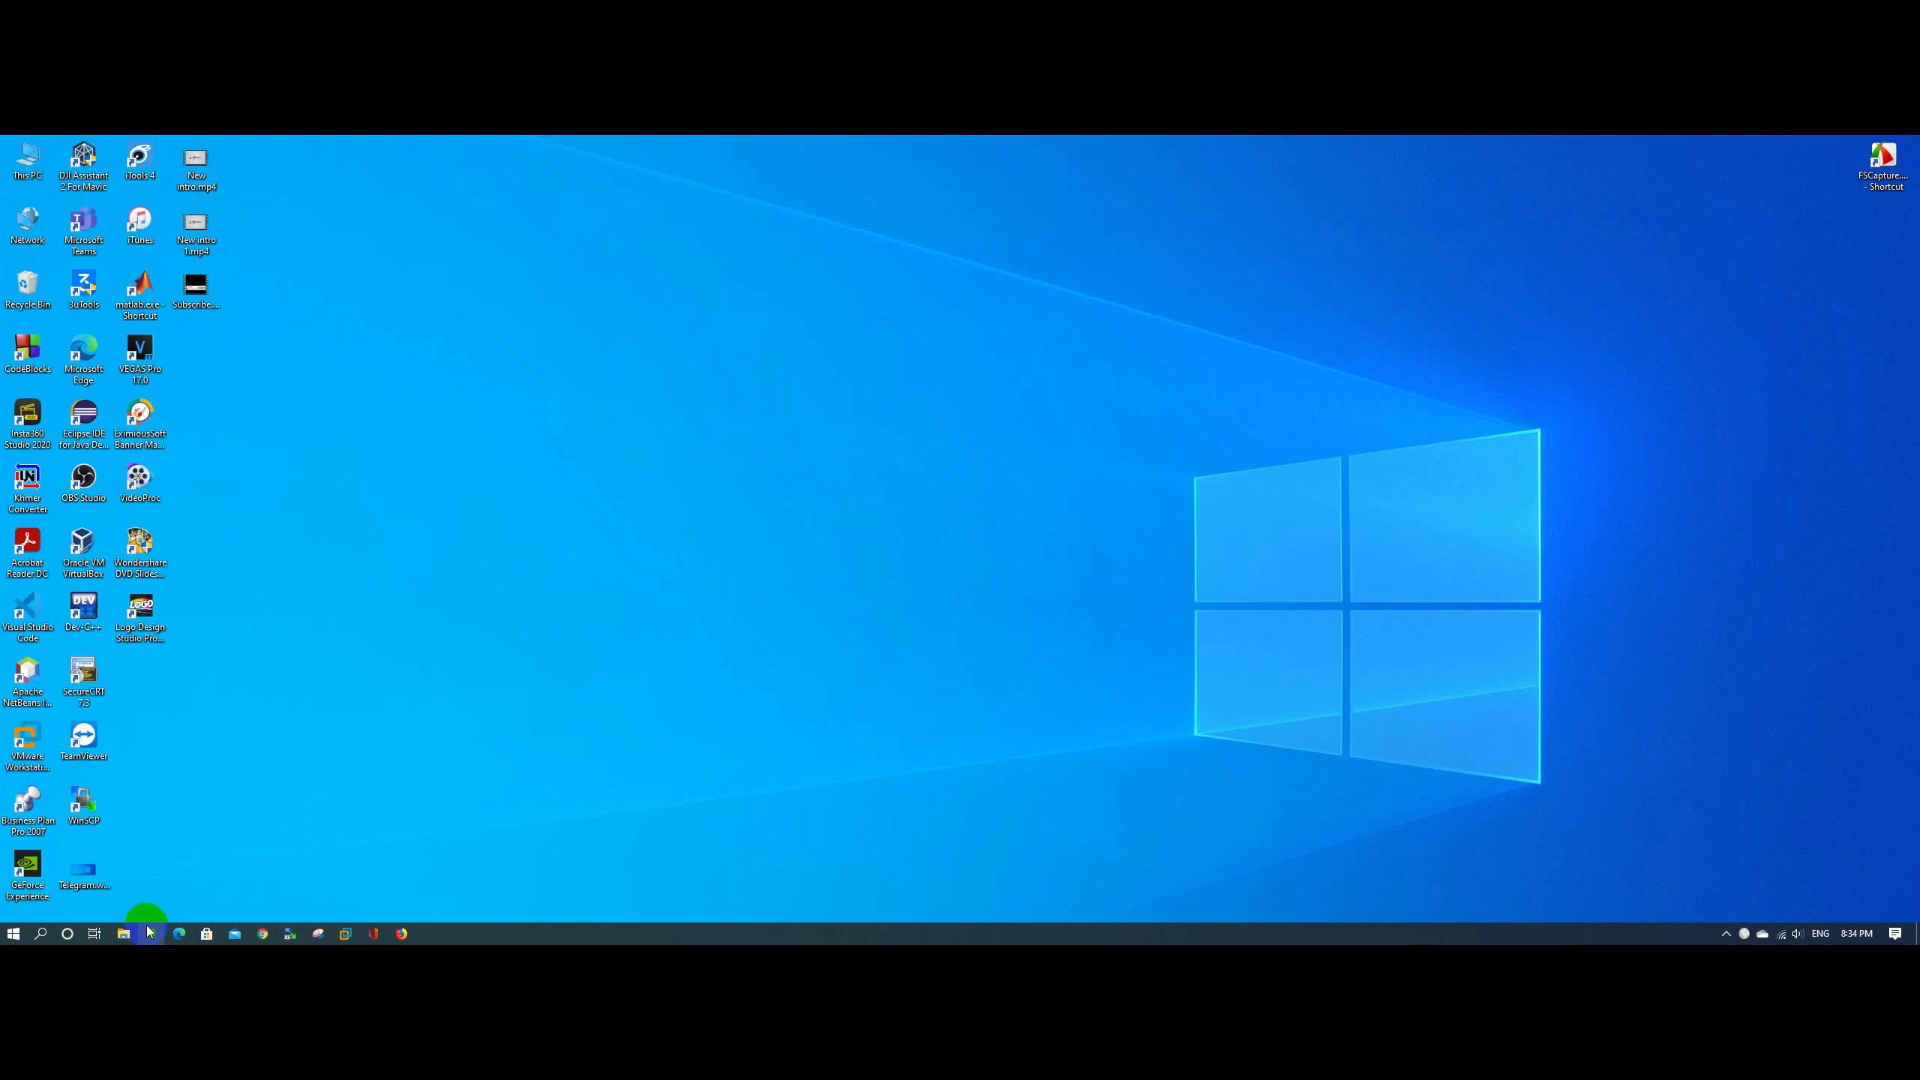 This PC
DJI Assistant
2 For Mavic
iTools 4
New
intro.mp4
FSCapture....
- Shortcut
Network
Microsoft
Teams
iTunes
New intro
1.mp4
Recycle Bin
3uTools
matlab.exe -
Shortcut
Subscribe....
CodeBlocks
Microsoft
Edge
VEGAS Pro
17.0
Insta360
Studio 2020
Eclipse IDE
for Java De...
EximiousSoft
Banner Ma...
Khmer
Converter
OBS Studio
VideoProc
Acrobat
Reader DC
Oracle VM
VirtualBox
Wondershare
DVD Slides...
Visual Studio
Code
DEV
Dev-C++
LOGO
Logo Design
Studio Pro...
Apache
NetBeans I...
SecureCRT
7.3
VMware
Workstati...
TeamViewer
Business Plan
Pro 2007
WinSCP
GeForce
Experience
Telegram.w...
ENG
8:34 PM